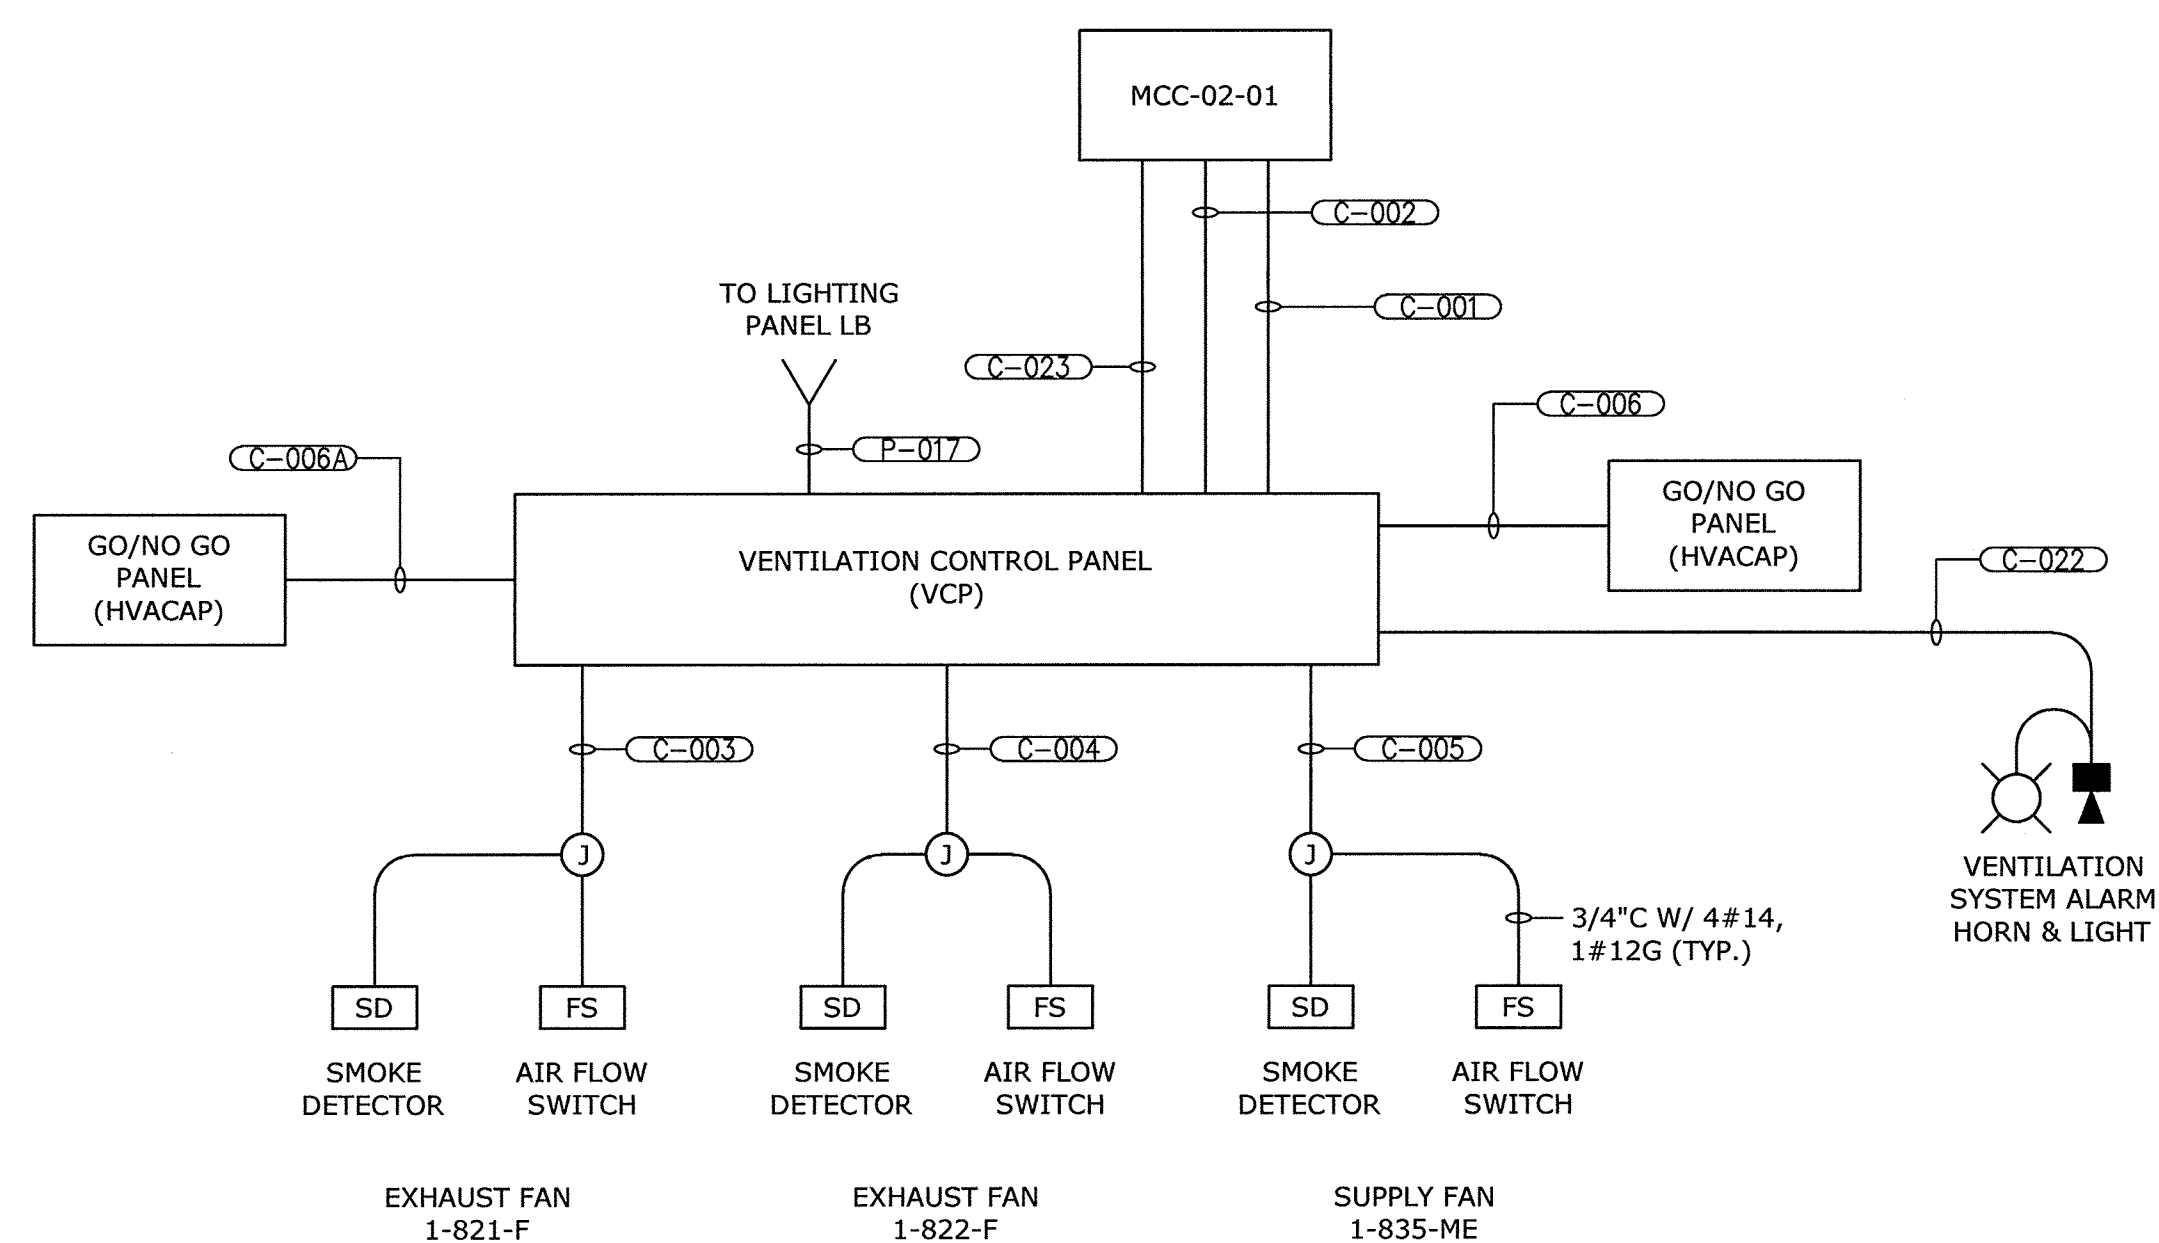 MCC-02-01
C-002
TO LIGHTING
PANEL LB
C-001
C-023
C-006
P-017
C-006A
GO/NO GO
PANEL
(HVACAP)
GO/NO GO
PANEL
(HVACAP)
VENTILATION CONTROL PANEL
(VCP)
C-022
C-003
C-004
C-005
J
J
J
VENTILATION
SYSTEM ALARM
HORN & LIGHT
3/4"C W/ 4#14,
1#12G (TYP.)
SD
FS
SD
FS
SD
FS
SMOKE
DETECTOR
AIR FLOW
SWITCH
SMOKE
DETECTOR
AIR FLOW
SWITCH
SMOKE
DETECTOR
AIR FLOW
SWITCH
EXHAUST FAN
1-821-F
EXHAUST FAN
1-822-F
SUPPLY FAN
1-835-ME